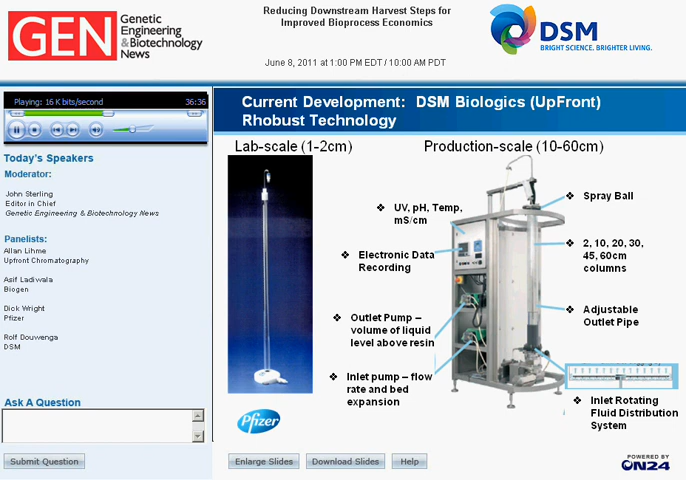 GEN
Genetic
Engineering
& Biotechnology
News
Reducing Downstream Harvest Steps for
Improved Bioprocess Economics
June 8, 2011 at 1:00 PM EDT / 10:00 AM PDT
DSM
BRIGHT SCIENCE. BRIGHTER LIVING.
Playing: 16 K bits/second
36:36
Today's Speakers
Moderator:
John Sterling
Editor in Chief
Genetic Engineering & Biotechnology News
Panelists:
Allan Lihme
Upfront Chromatography
Asif Ladiwala
Biogen
Dick Wright
Pfizer
Rolf Douwenga
DSM
Ask A Question
Submit Question
Current Development: DSM Biologics (UpFront)
Rhobust Technology
Lab-scale (1-2cm)
Production-scale (10-60cm)
❖ UV, pH, Temp,
mS/cm
❖ Electronic Data
Recording
❖ Outlet Pump –
volume of liquid
level above resin
❖ Inlet pump – flow
rate and bed
expansion
❖ Spray Ball
❖ 2, 10, 20, 30,
45, 60cm
columns
❖ Adjustable
Outlet Pipe
❖ Inlet Rotating
Fluid Distribution
System
Pfizer
Enlarge Slides
Download Slides
Help
POWERED BY
ON24